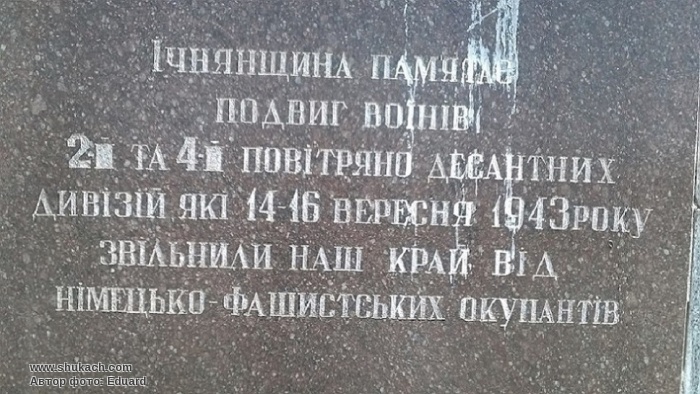 Ічнянщина памятає
подвиг воїнів
2-ї та 4-ї повітряно десантних
дивізій які 14-16 вересня 1943 року
звільнили наш край від
німецько-фашистських окупантів
www.shukach.com
Автор фото: Eduard